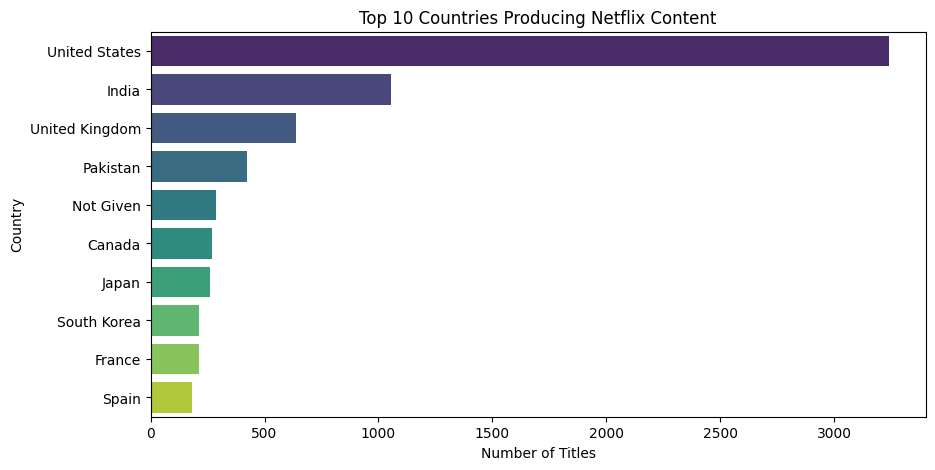 Top 10 Countries Producing Netflix Content
United States
India
United Kingdom
Pakistan
Not Given
Canada
Japan
South Korea
France
Spain
Country
0 500 1000 1500 2000 2500 3000
Number of Titles